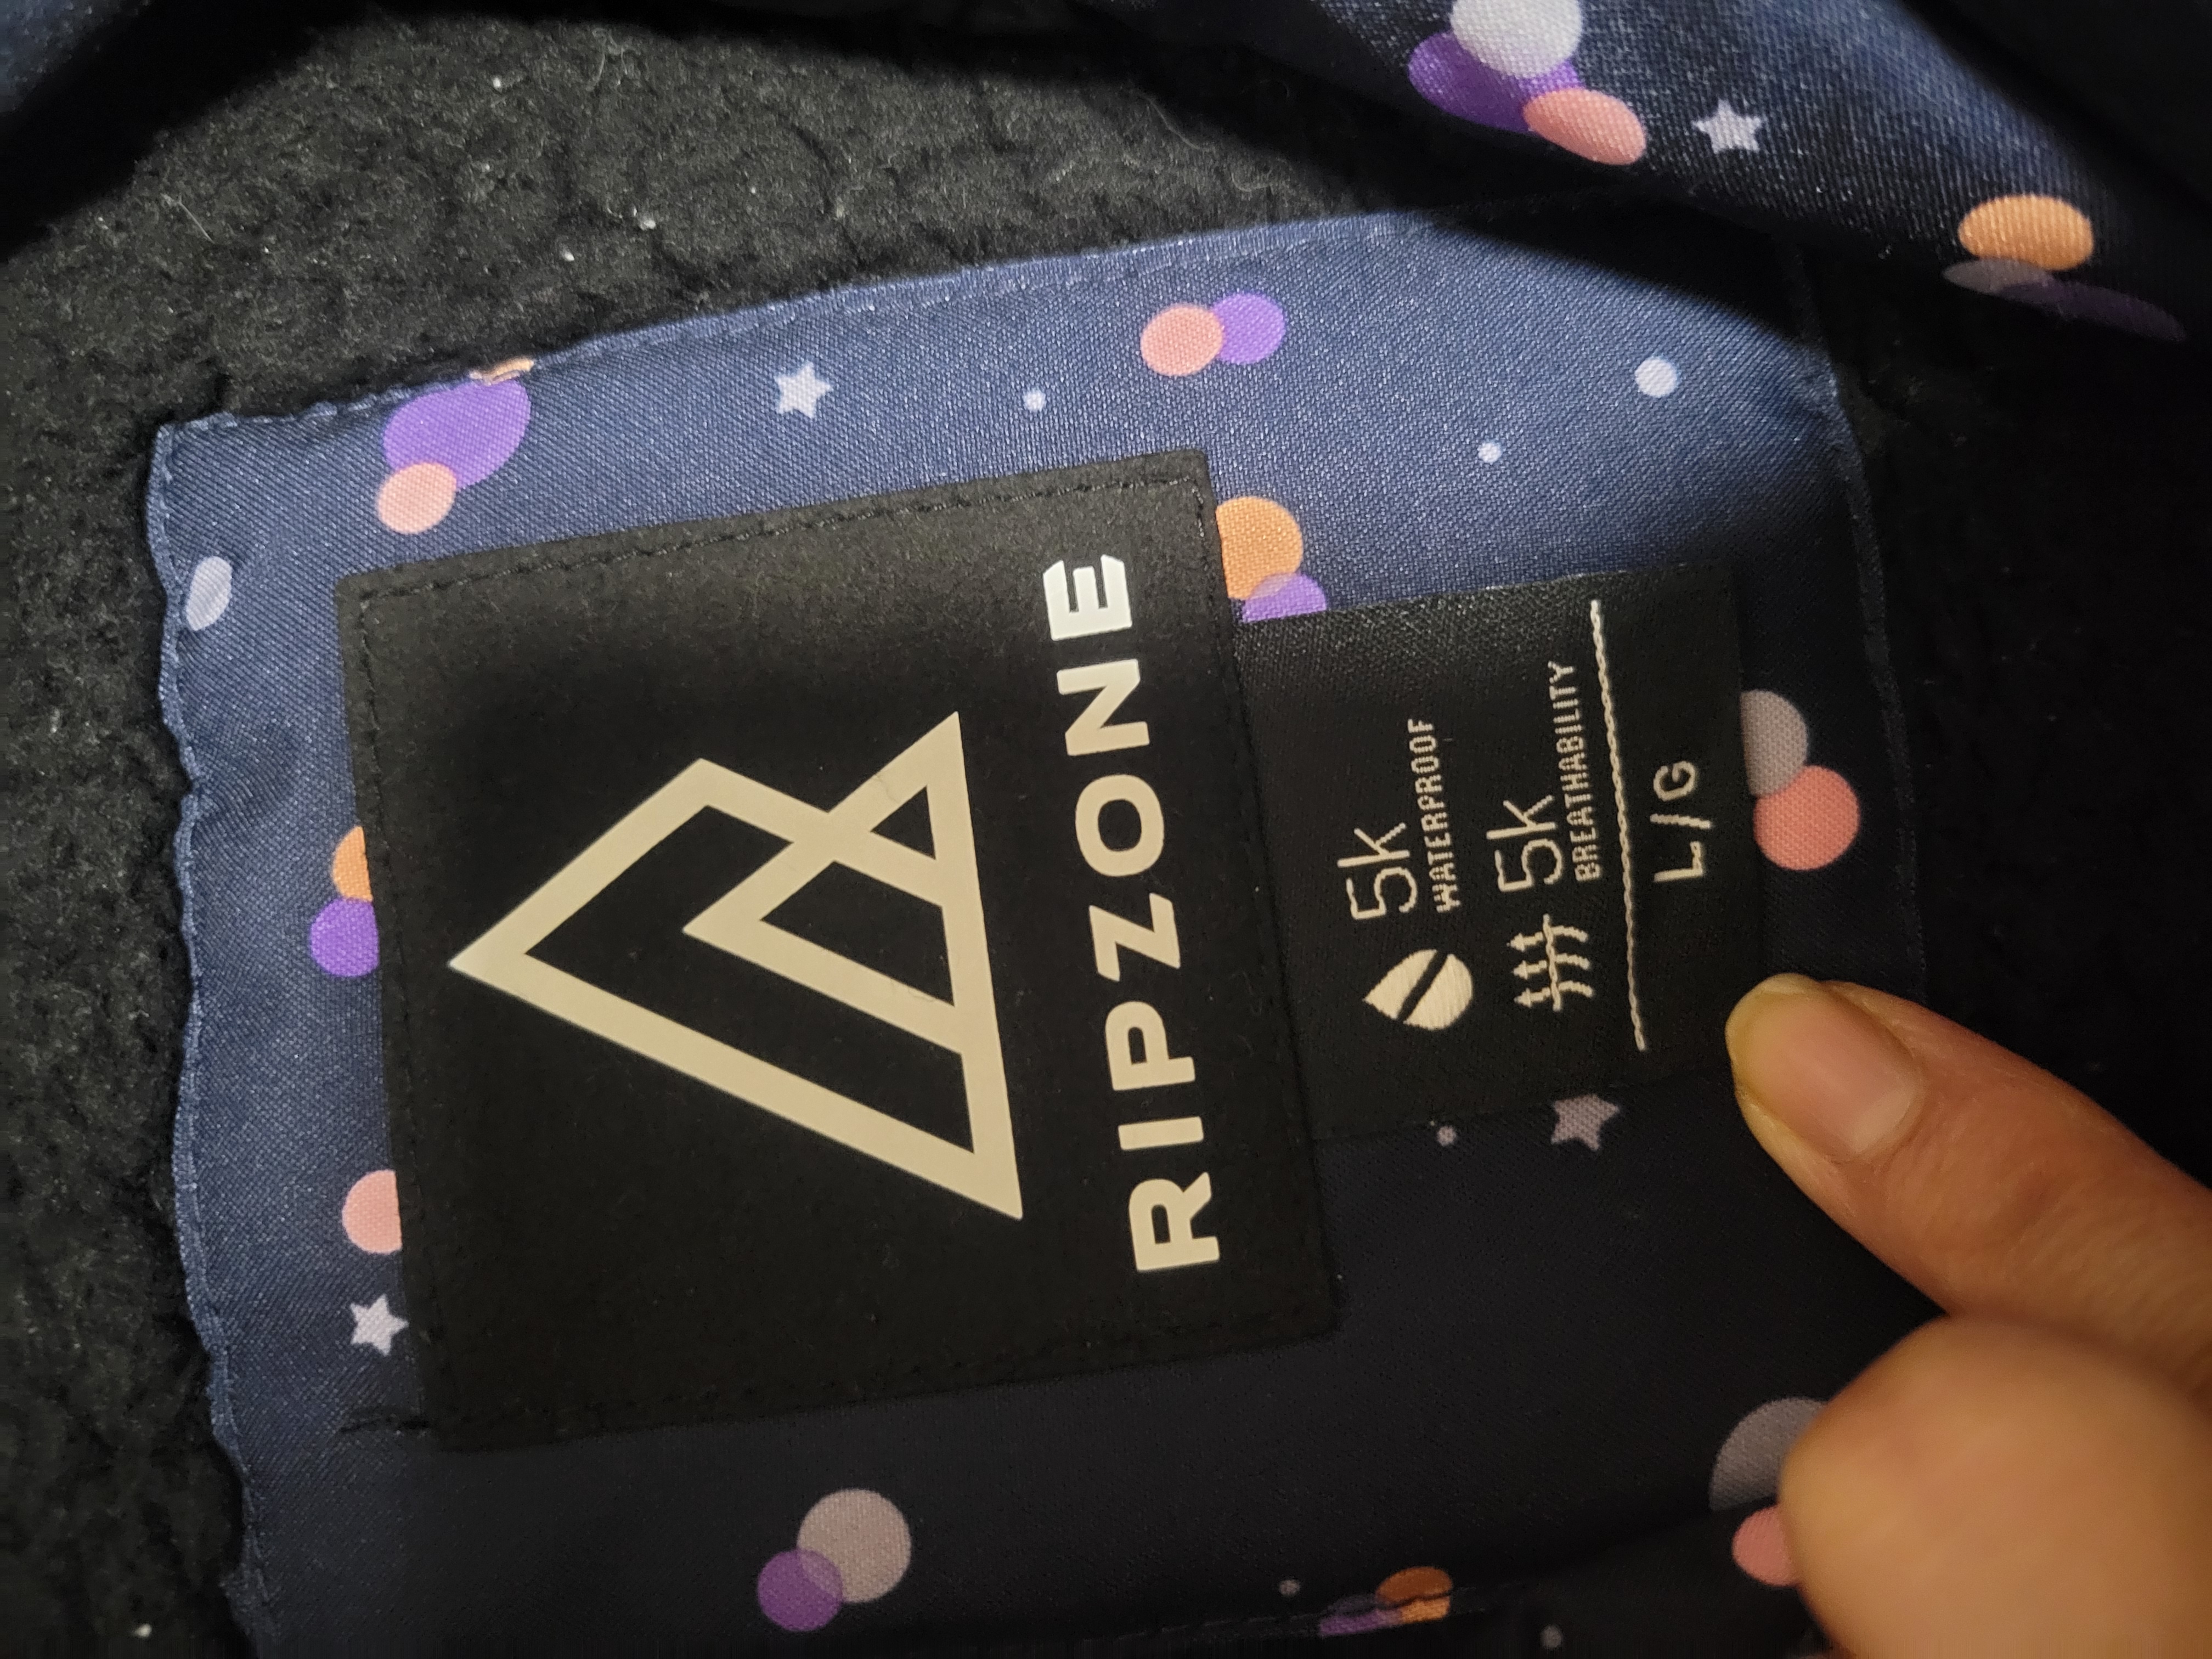 RIPZONE
5k
WATERPROOF
5k
BREATHABILITY
L/G